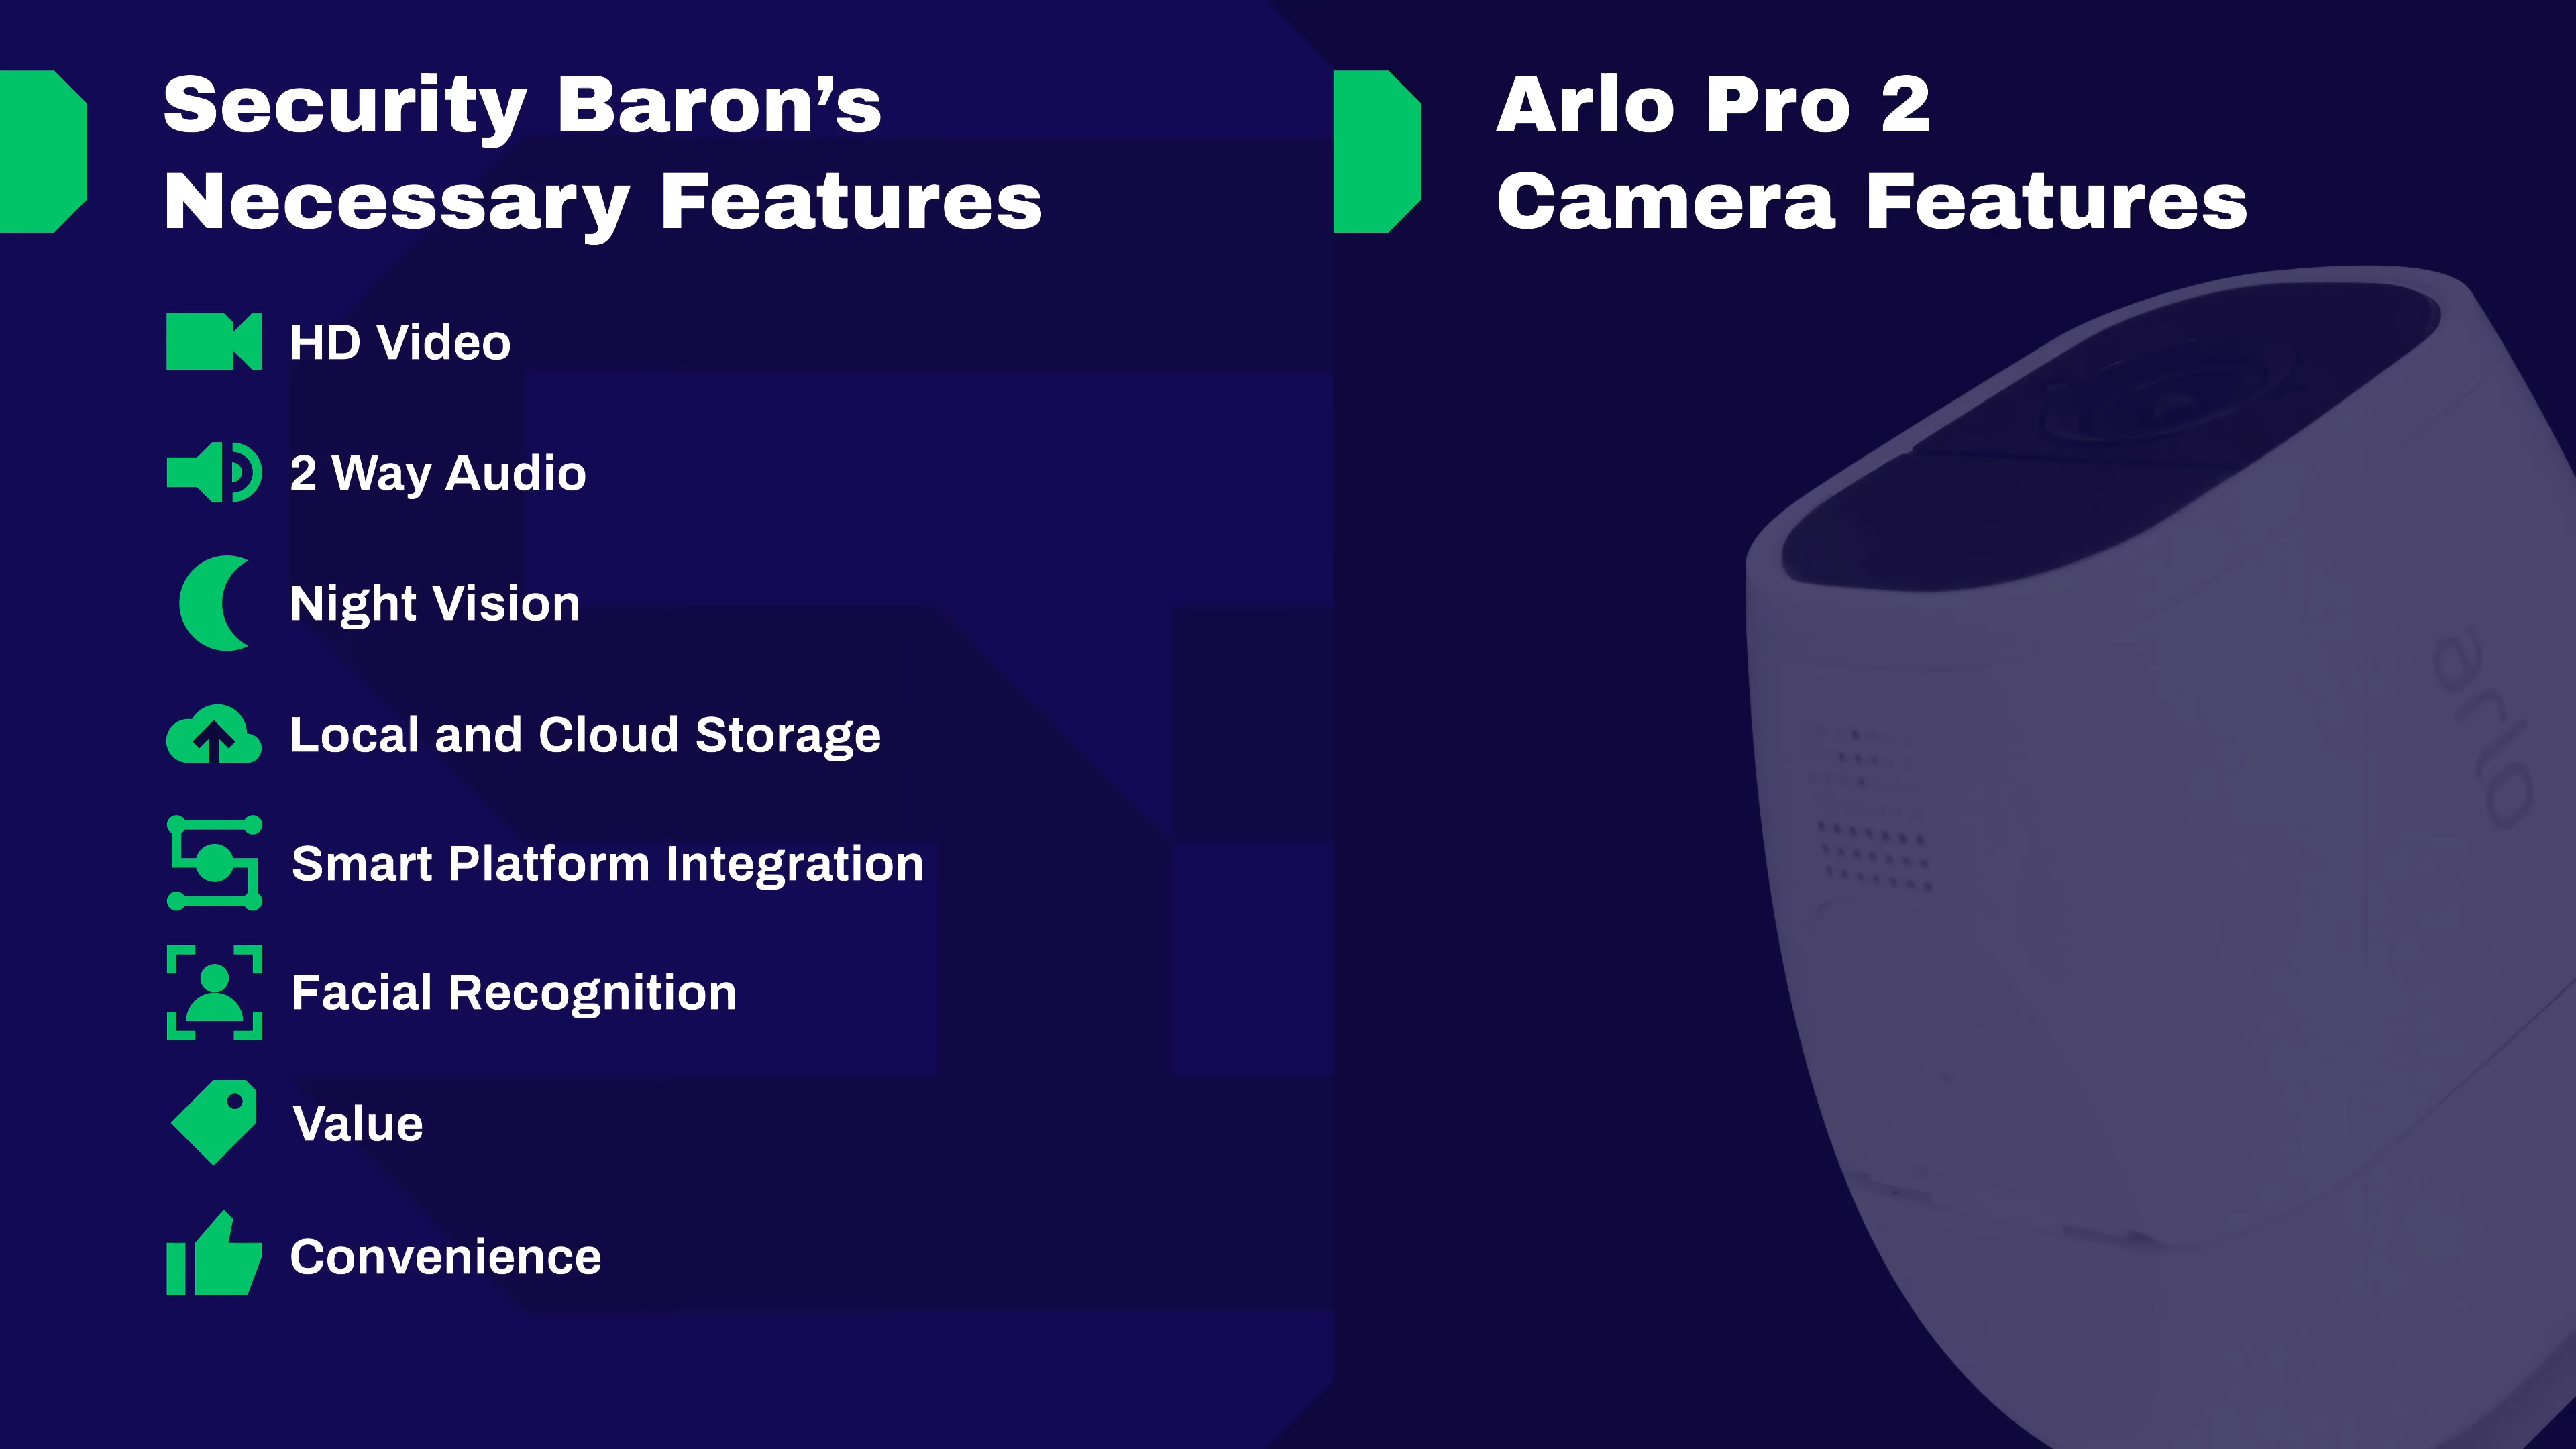 Security Baron’s
Necessary Features
HD Video
2 Way Audio
Night Vision
Local and Cloud Storage
Smart Platform Integration
Facial Recognition
Value
Convenience
Arlo Pro 2
Camera Features
arlo